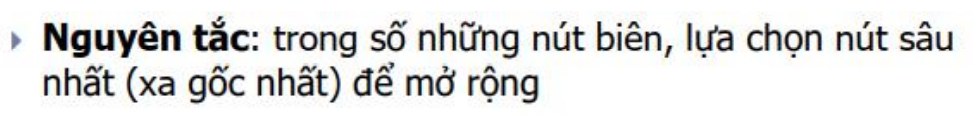 Nguyên tắc: trong số những nút biên, lựa chọn nút sâu
nhất (xa gốc nhất) để mở rộng